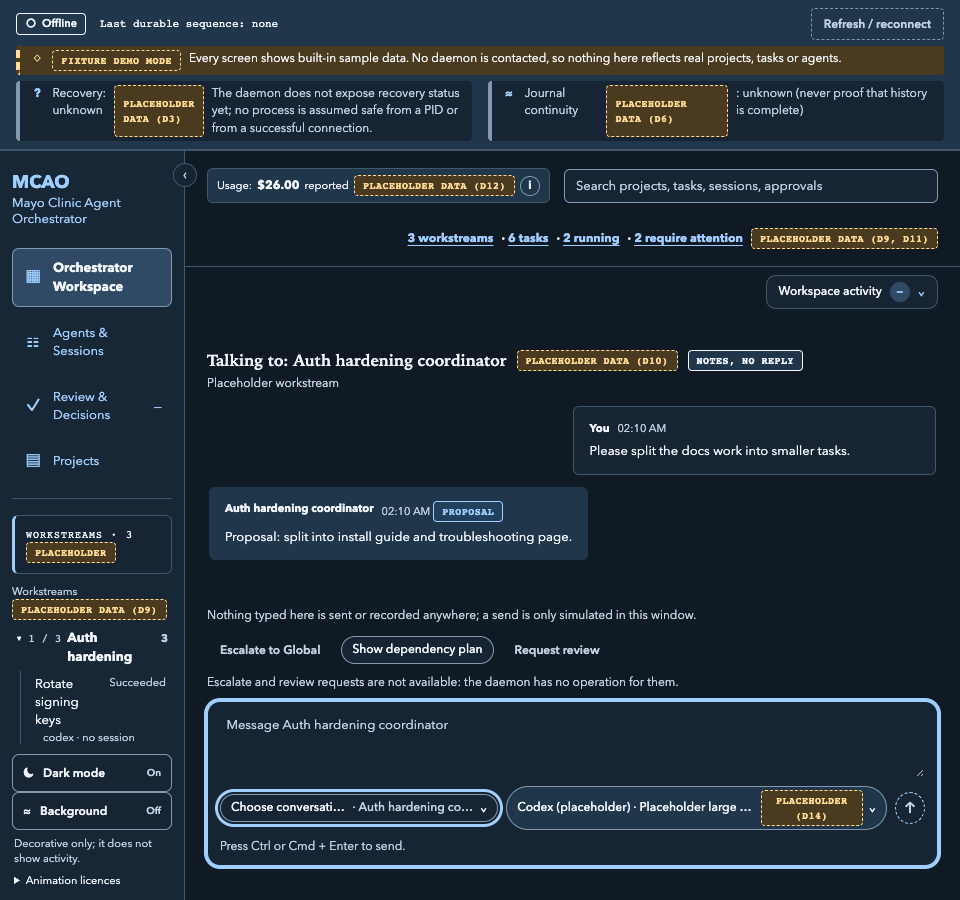 Offline
Last durable sequence: none
Refresh / reconnect
FIXTURE DEMO MODE Every screen shows built-in sample data. No daemon is contacted, so nothing here reflects real projects, tasks or agents.
? Recovery: unknown
PLACEHOLDER DATA (D3)
The daemon does not expose recovery status
yet; no process is assumed safe from a PID or
from a successful connection.
≈ Journal continuity
PLACEHOLDER DATA (D6)
: unknown (never proof that history
is complete)
MCAO
Mayo Clinic Agent
Orchestrator
Orchestrator
Workspace
Agents &
Sessions
Review &
Decisions –
Projects
WORKSTREAMS · 3
PLACEHOLDER
Workstreams
PLACEHOLDER DATA (D9)
▾ 1 / 3 Auth hardening 3
Rotate signing keys Succeeded
codex · no session
Dark mode On
≈ Background Off
Decorative only; it does not
show activity.
▸ Animation licences
Usage: $26.00 reported PLACEHOLDER DATA (D12) i
Search projects, tasks, sessions, approvals
3 workstreams · 6 tasks · 2 running · 2 require attention PLACEHOLDER DATA (D9, D11)
Workspace activity –
Talking to: Auth hardening coordinator PLACEHOLDER DATA (D10) NOTES, NO REPLY
Placeholder workstream
You 02:10 AM
Please split the docs work into smaller tasks.
Auth hardening coordinator 02:10 AM PROPOSAL
Proposal: split into install guide and troubleshooting page.
Nothing typed here is sent or recorded anywhere; a send is only simulated in this window.
Escalate to Global Show dependency plan Request review
Escalate and review requests are not available: the daemon has no operation for them.
Message Auth hardening coordinator
Choose conversati... · Auth hardening co...
Codex (placeholder) · Placeholder large ... PLACEHOLDER (D14)
Press Ctrl or Cmd + Enter to send.